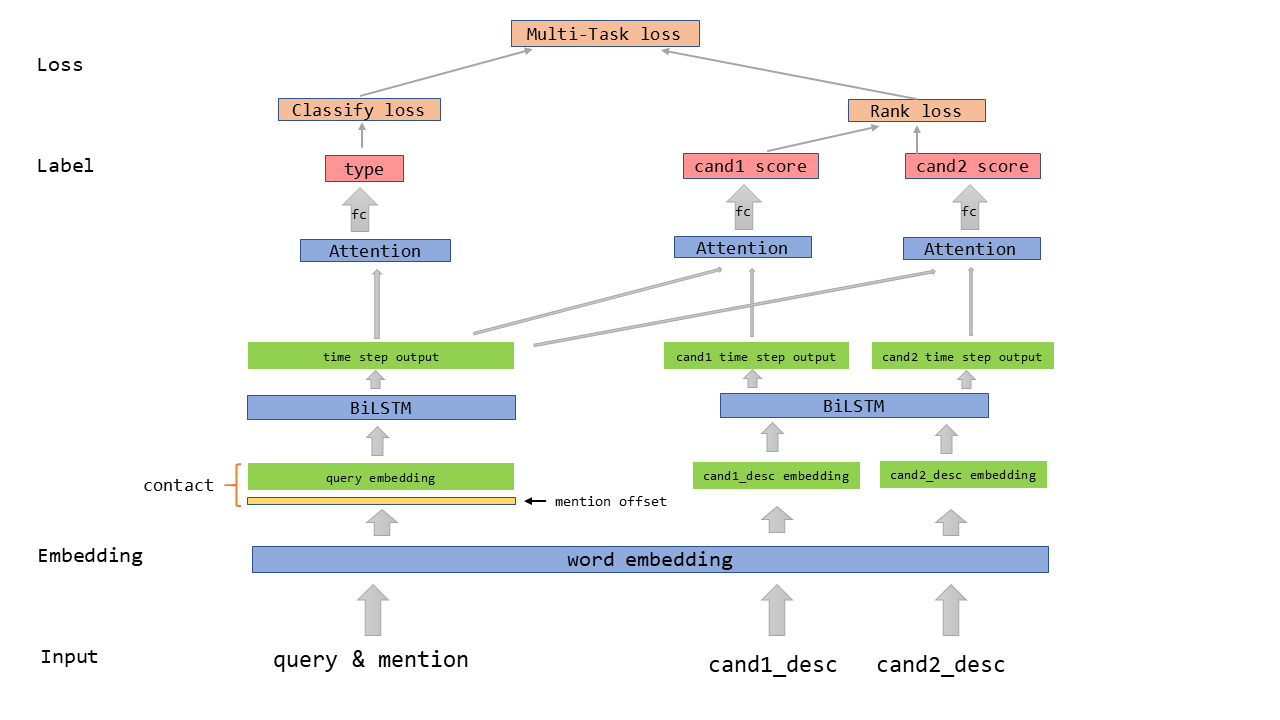 Multi-Task loss
Loss
Classify loss
Rank loss
Label
type
cand1 score
cand2 score
fc
fc
fc
Attention
Attention
Attention
time step output
cand1 time step output
cand2 time step output
BiLSTM
BiLSTM
contact
query embedding
cand1_desc embedding
cand2_desc embedding
mention offset
Embedding
word embedding
Input
query & mention
cand1_desc
cand2_desc